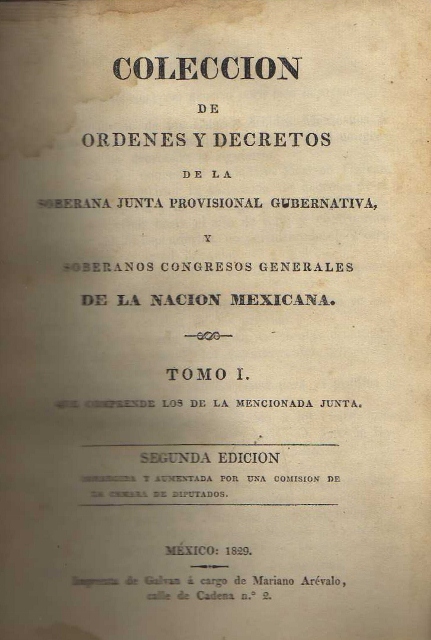 COLECCION
DE
ORDENES Y DECRETOS
DE LA
SOBERANA JUNTA PROVISIONAL GUBERNATIVA,
Y
SOBERANOS CONGRESOS GENERALES
DE LA NACION MEXICANA.
TOMO I.
QUE COMPRENDE LOS DE LA MENCIONADA JUNTA.
SEGUNDA EDICION
CORREGIDA Y AUMENTADA POR UNA COMISION DE
LA CAMARA DE DIPUTADOS.
MÉXICO: 1829.
Imprenta de Galvan á cargo de Mariano Arévalo,
calle de Cadena n.º 2.